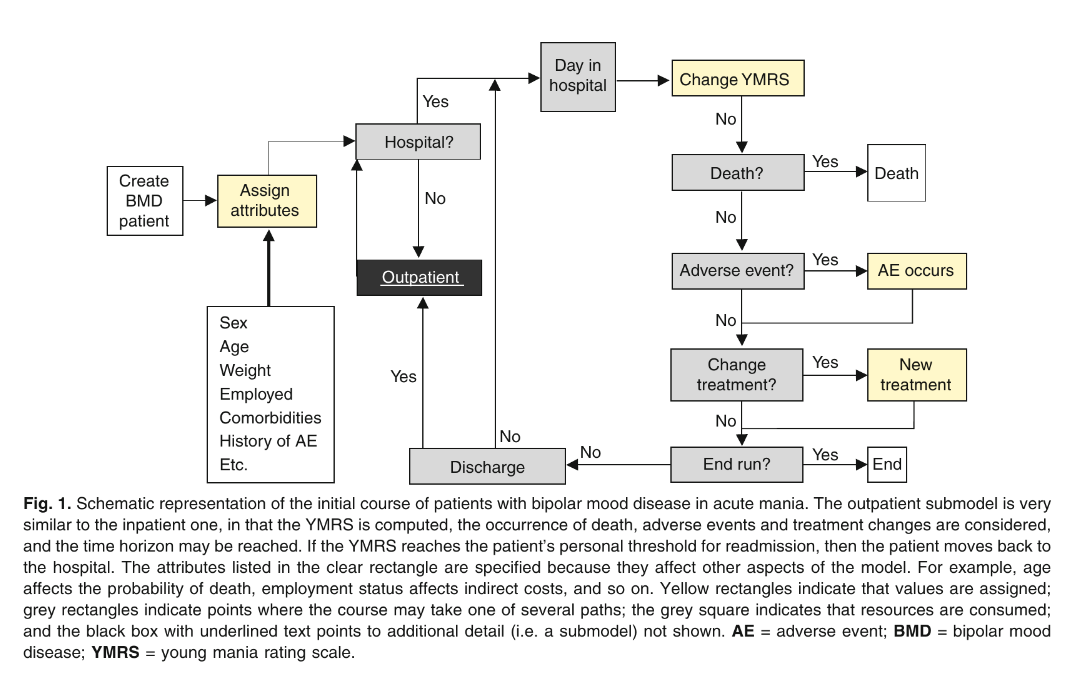 Day in
hospital
Change YMRS
Yes
No
Hospital?
Death?
Yes
Death
Create
BMD
patient
Assign
attributes
No
No
Outpatient
Adverse event?
Yes
AE occurs
Sex
Age
Weight
Employed
Comorbidities
History of AE
Etc.
No
Change
treatment?
Yes
New
treatment
Yes
No
No
Discharge
No
End run?
Yes
End
Fig. 1. Schematic representation of the initial course of patients with bipolar mood disease in acute mania. The outpatient submodel is very
similar to the inpatient one, in that the YMRS is computed, the occurrence of death, adverse events and treatment changes are considered,
and the time horizon may be reached. If the YMRS reaches the patient's personal threshold for readmission, then the patient moves back to
the hospital. The attributes listed in the clear rectangle are specified because they affect other aspects of the model. For example, age
affects the probability of death, employment status affects indirect costs, and so on. Yellow rectangles indicate that values are assigned;
grey rectangles indicate points where the course may take one of several paths; the grey square indicates that resources are consumed;
and the black box with underlined text points to additional detail (i.e. a submodel) not shown. AE = adverse event; BMD = bipolar mood
disease; YMRS = young mania rating scale.